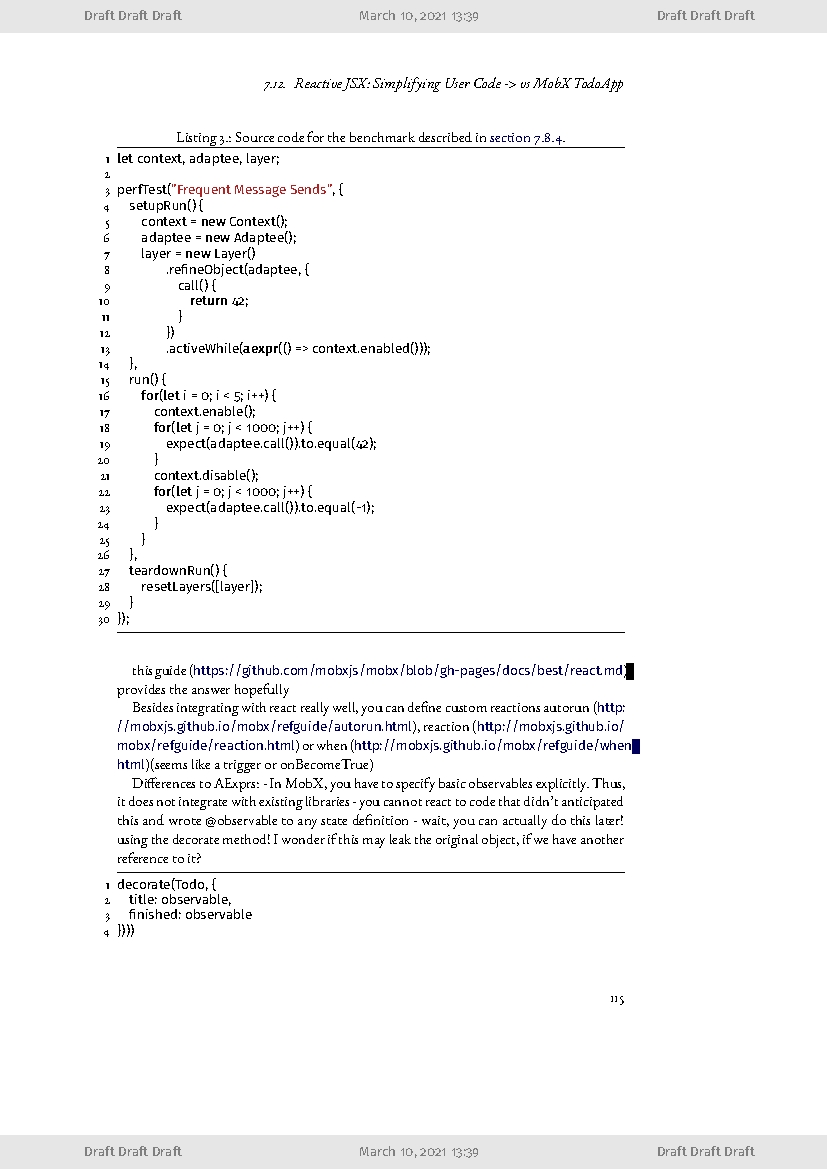 Draft Draft Draft March 10, 2021 13:39 Draft Draft Draft
7.12. Reactive JSX: Simplifying User Code -> vs MobX TodoApp
Listing 3.: Source code for the benchmark described in section 7.8.4.
1 let context, adaptee, layer;
2
3 perfTest("Frequent Message Sends", {
4 setupRun() {
5 context = new Context();
6 adaptee = new Adaptee();
7 layer = new Layer()
8 .refineObject(adaptee, {
9 call() {
10 return 42;
11 }
12 })
13 .activeWhile(aexpr(() => context.enabled()));
14 },
15 run() {
16 for(let i = 0; i < 5; i++) {
17 context.enable();
18 for(let j = 0; j < 1000; j++) {
19 expect(adaptee.call()).to.equal(42);
20 }
21 context.disable();
22 for(let j = 0; j < 1000; j++) {
23 expect(adaptee.call()).to.equal(-1);
24 }
25 }
26 },
27 teardownRun() {
28 resetLayers([layer]);
29 }
30 });
this guide (https://github.com/mobxjs/mobx/blob/gh-pages/docs/best/react.md)
provides the answer hopefully
Besides integrating with react really well, you can define custom reactions autorun (http:
//mobxjs.github.io/mobx/refguide/autorun.html), reaction (http://mobxjs.github.io/
mobx/refguide/reaction.html) or when (http://mobxjs.github.io/mobx/refguide/when
html)(seems like a trigger or onBecomeTrue)
Differences to AExprs: - In MobX, you have to specify basic observables explicitly. Thus,
it does not integrate with existing libraries - you cannot react to code that didn't anticipated
this and wrote @observable to any state definition - wait, you can actually do this later!
using the decorate method! I wonder if this may leak the original object, if we have another
reference to it?
1 decorate(Todo, {
2 title: observable,
3 finished: observable
4 })))
115
Draft Draft Draft March 10, 2021 13:39 Draft Draft Draft